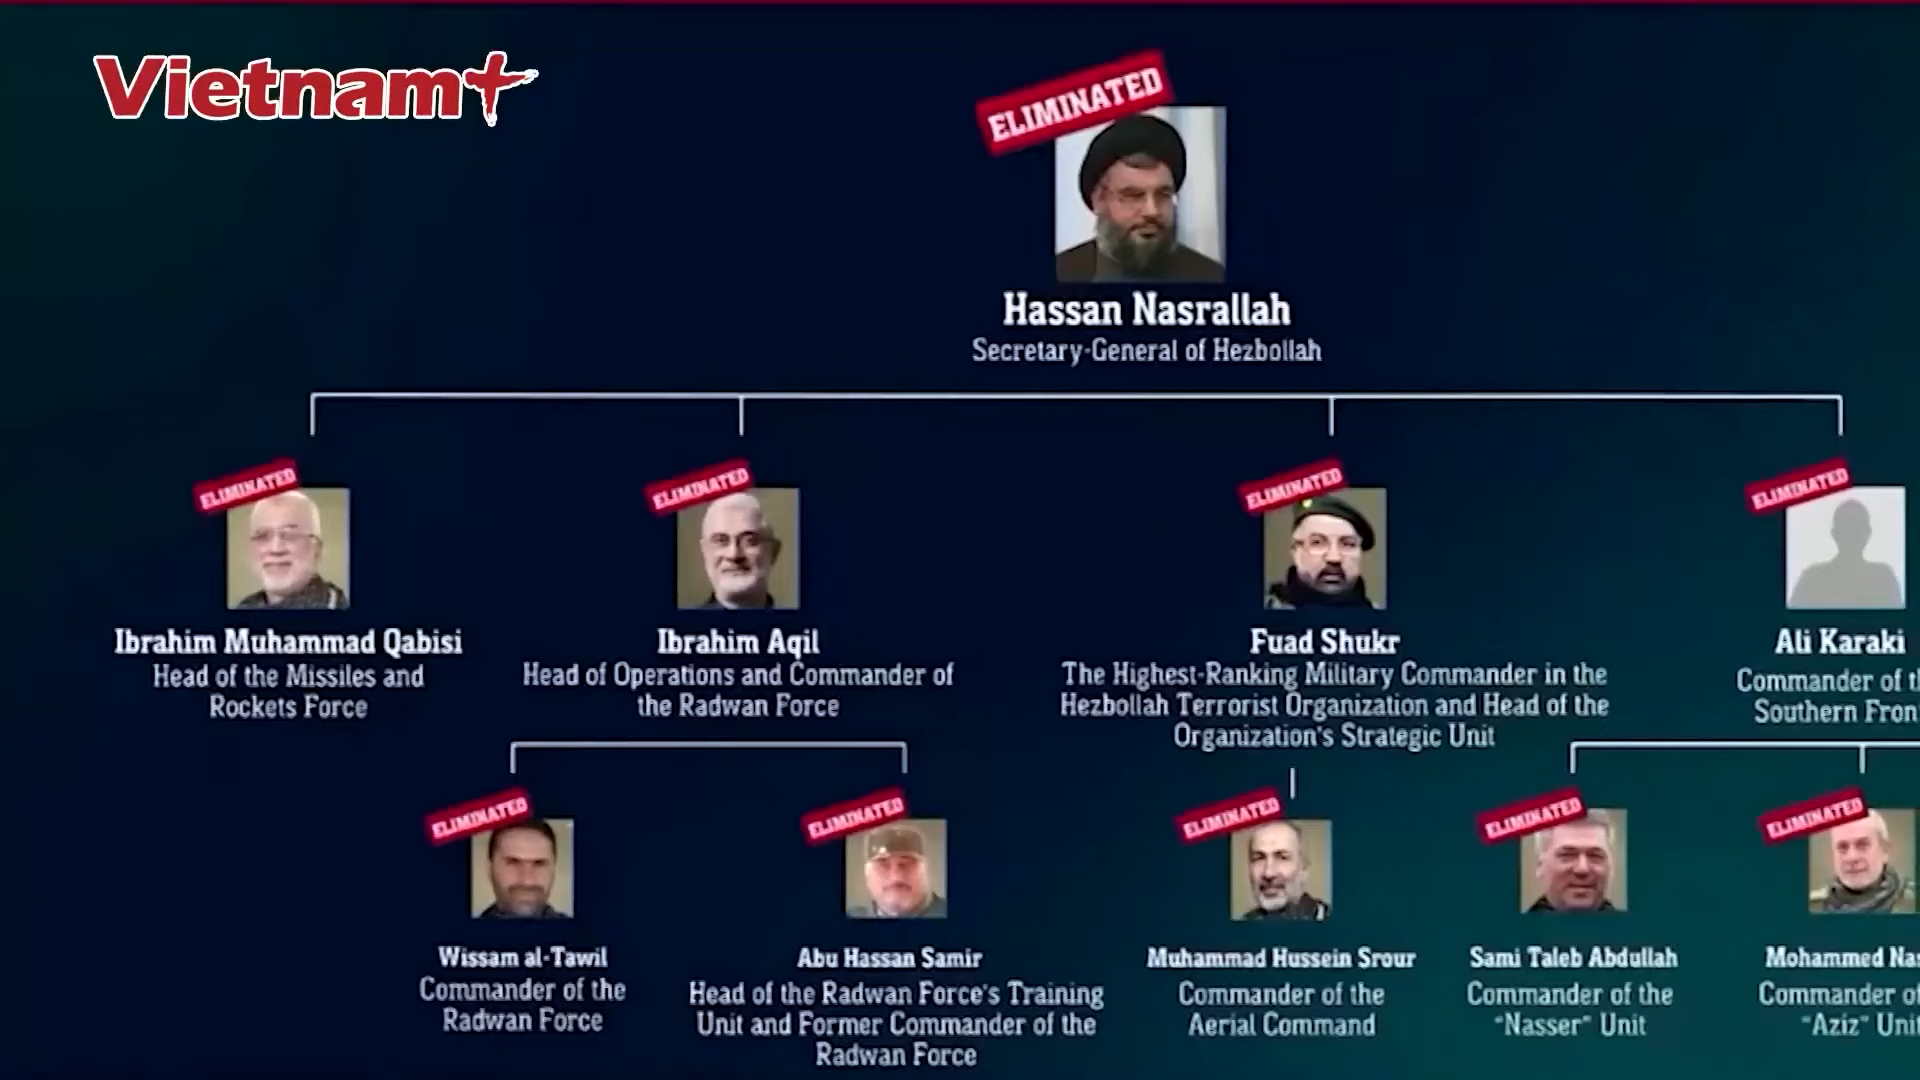 Vietnam+
ELIMINATED
Hassan Nasrallah
Secretary-General of Hezbollah
ELIMINATED
Ibrahim Muhammad Qabisi
Head of the Missiles and
Rockets Force
ELIMINATED
Ibrahim Aqil
Head of Operations and Commander of
the Radwan Force
ELIMINATED
Fuad Shukr
The Highest-Ranking Military Commander in the
Hezbollah Terrorist Organization and Head of the
Organization's Strategic Unit
ELIMINATED
Ali Karaki
Commander of
Southern
ELIMINATED
Wissam al-Tawil
Commander of the
Radwan Force
ELIMINATED
Abu Hassan Samir
Head of the Radwan Force's Training
Unit and Former Commander of the
Radwan Force
ELIMINATED
Muhammad Hussein Srour
Commander of the
Aerial Command
ELIMINATED
Sami Taleb Abdullah
Commander of the
"Nasser" Unit
ELIMINATED
Mohammed
Commander of
"Aziz" Unit